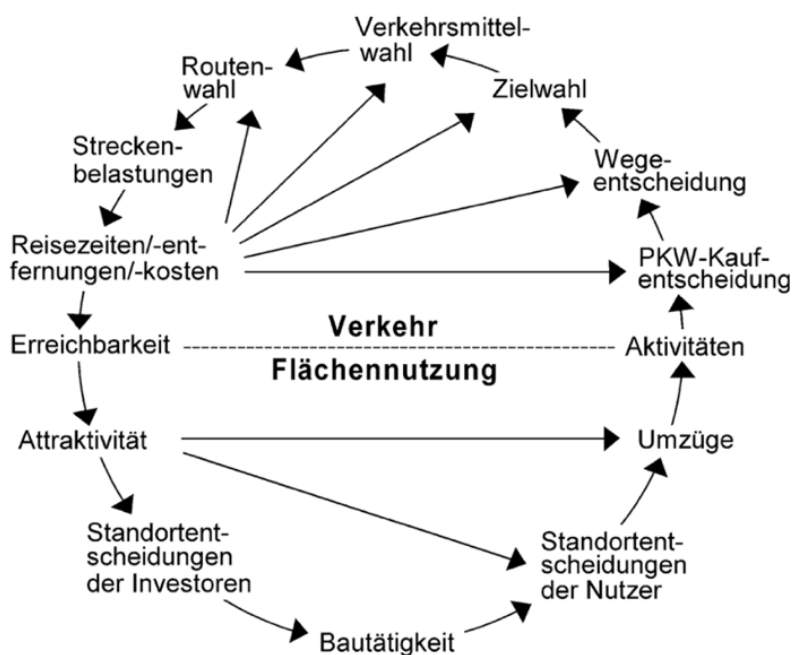 Verkehrsmittel-
wahl
Routen-
wahl
Zielwahl
Strecken-
belastungen
Wege-
entscheidung
Reisezeiten/-ent-
fernungen/-kosten
PKW-Kauf-
entscheidung
Verkehr
Erreichbarkeit
Aktivitäten
Flächennutzung
Attraktivität
Umzüge
Standortent-
scheidungen
der Investoren
Standortent-
scheidungen
der Nutzer
Bautätigkeit